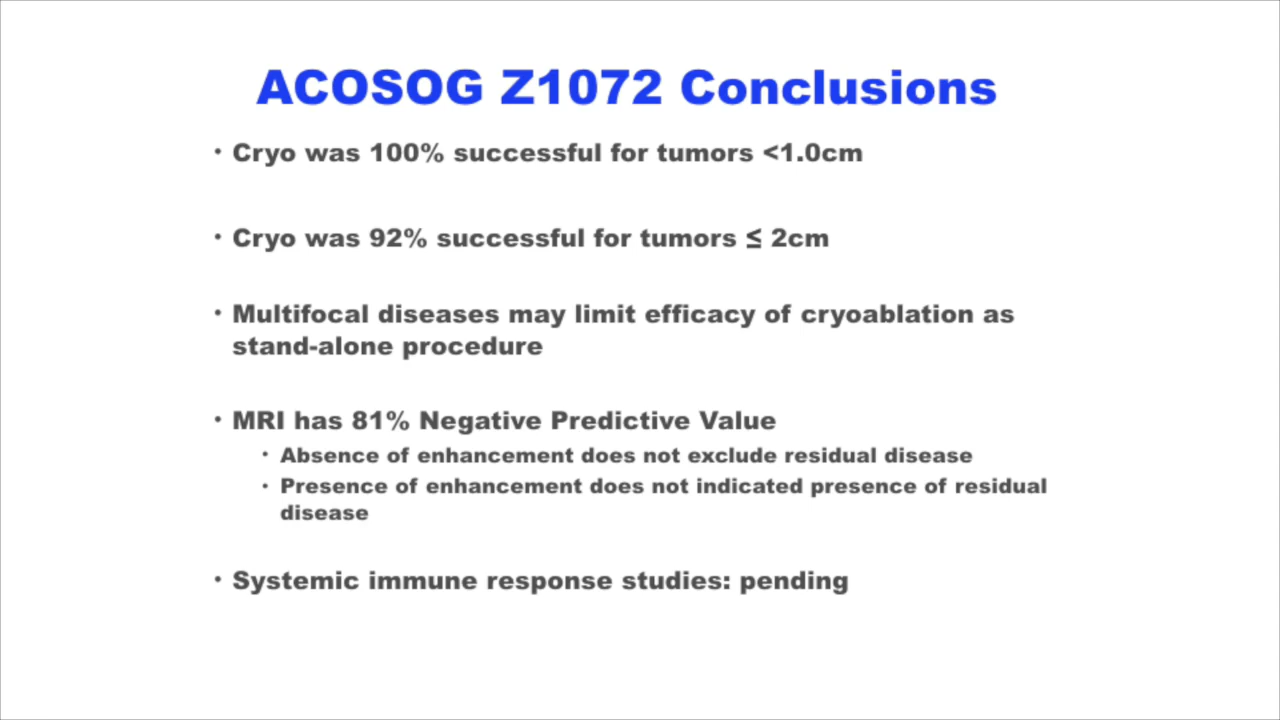 ACOSOG Z1072 Conclusions
• Cryo was 100% successful for tumors <1.0cm
• Cryo was 92% successful for tumors ≤ 2cm
• Multifocal diseases may limit efficacy of cryoablation as
stand-alone procedure
• MRI has 81% Negative Predictive Value
• Absence of enhancement does not exclude residual disease
• Presence of enhancement does not indicated presence of residual
disease
• Systemic immune response studies: pending